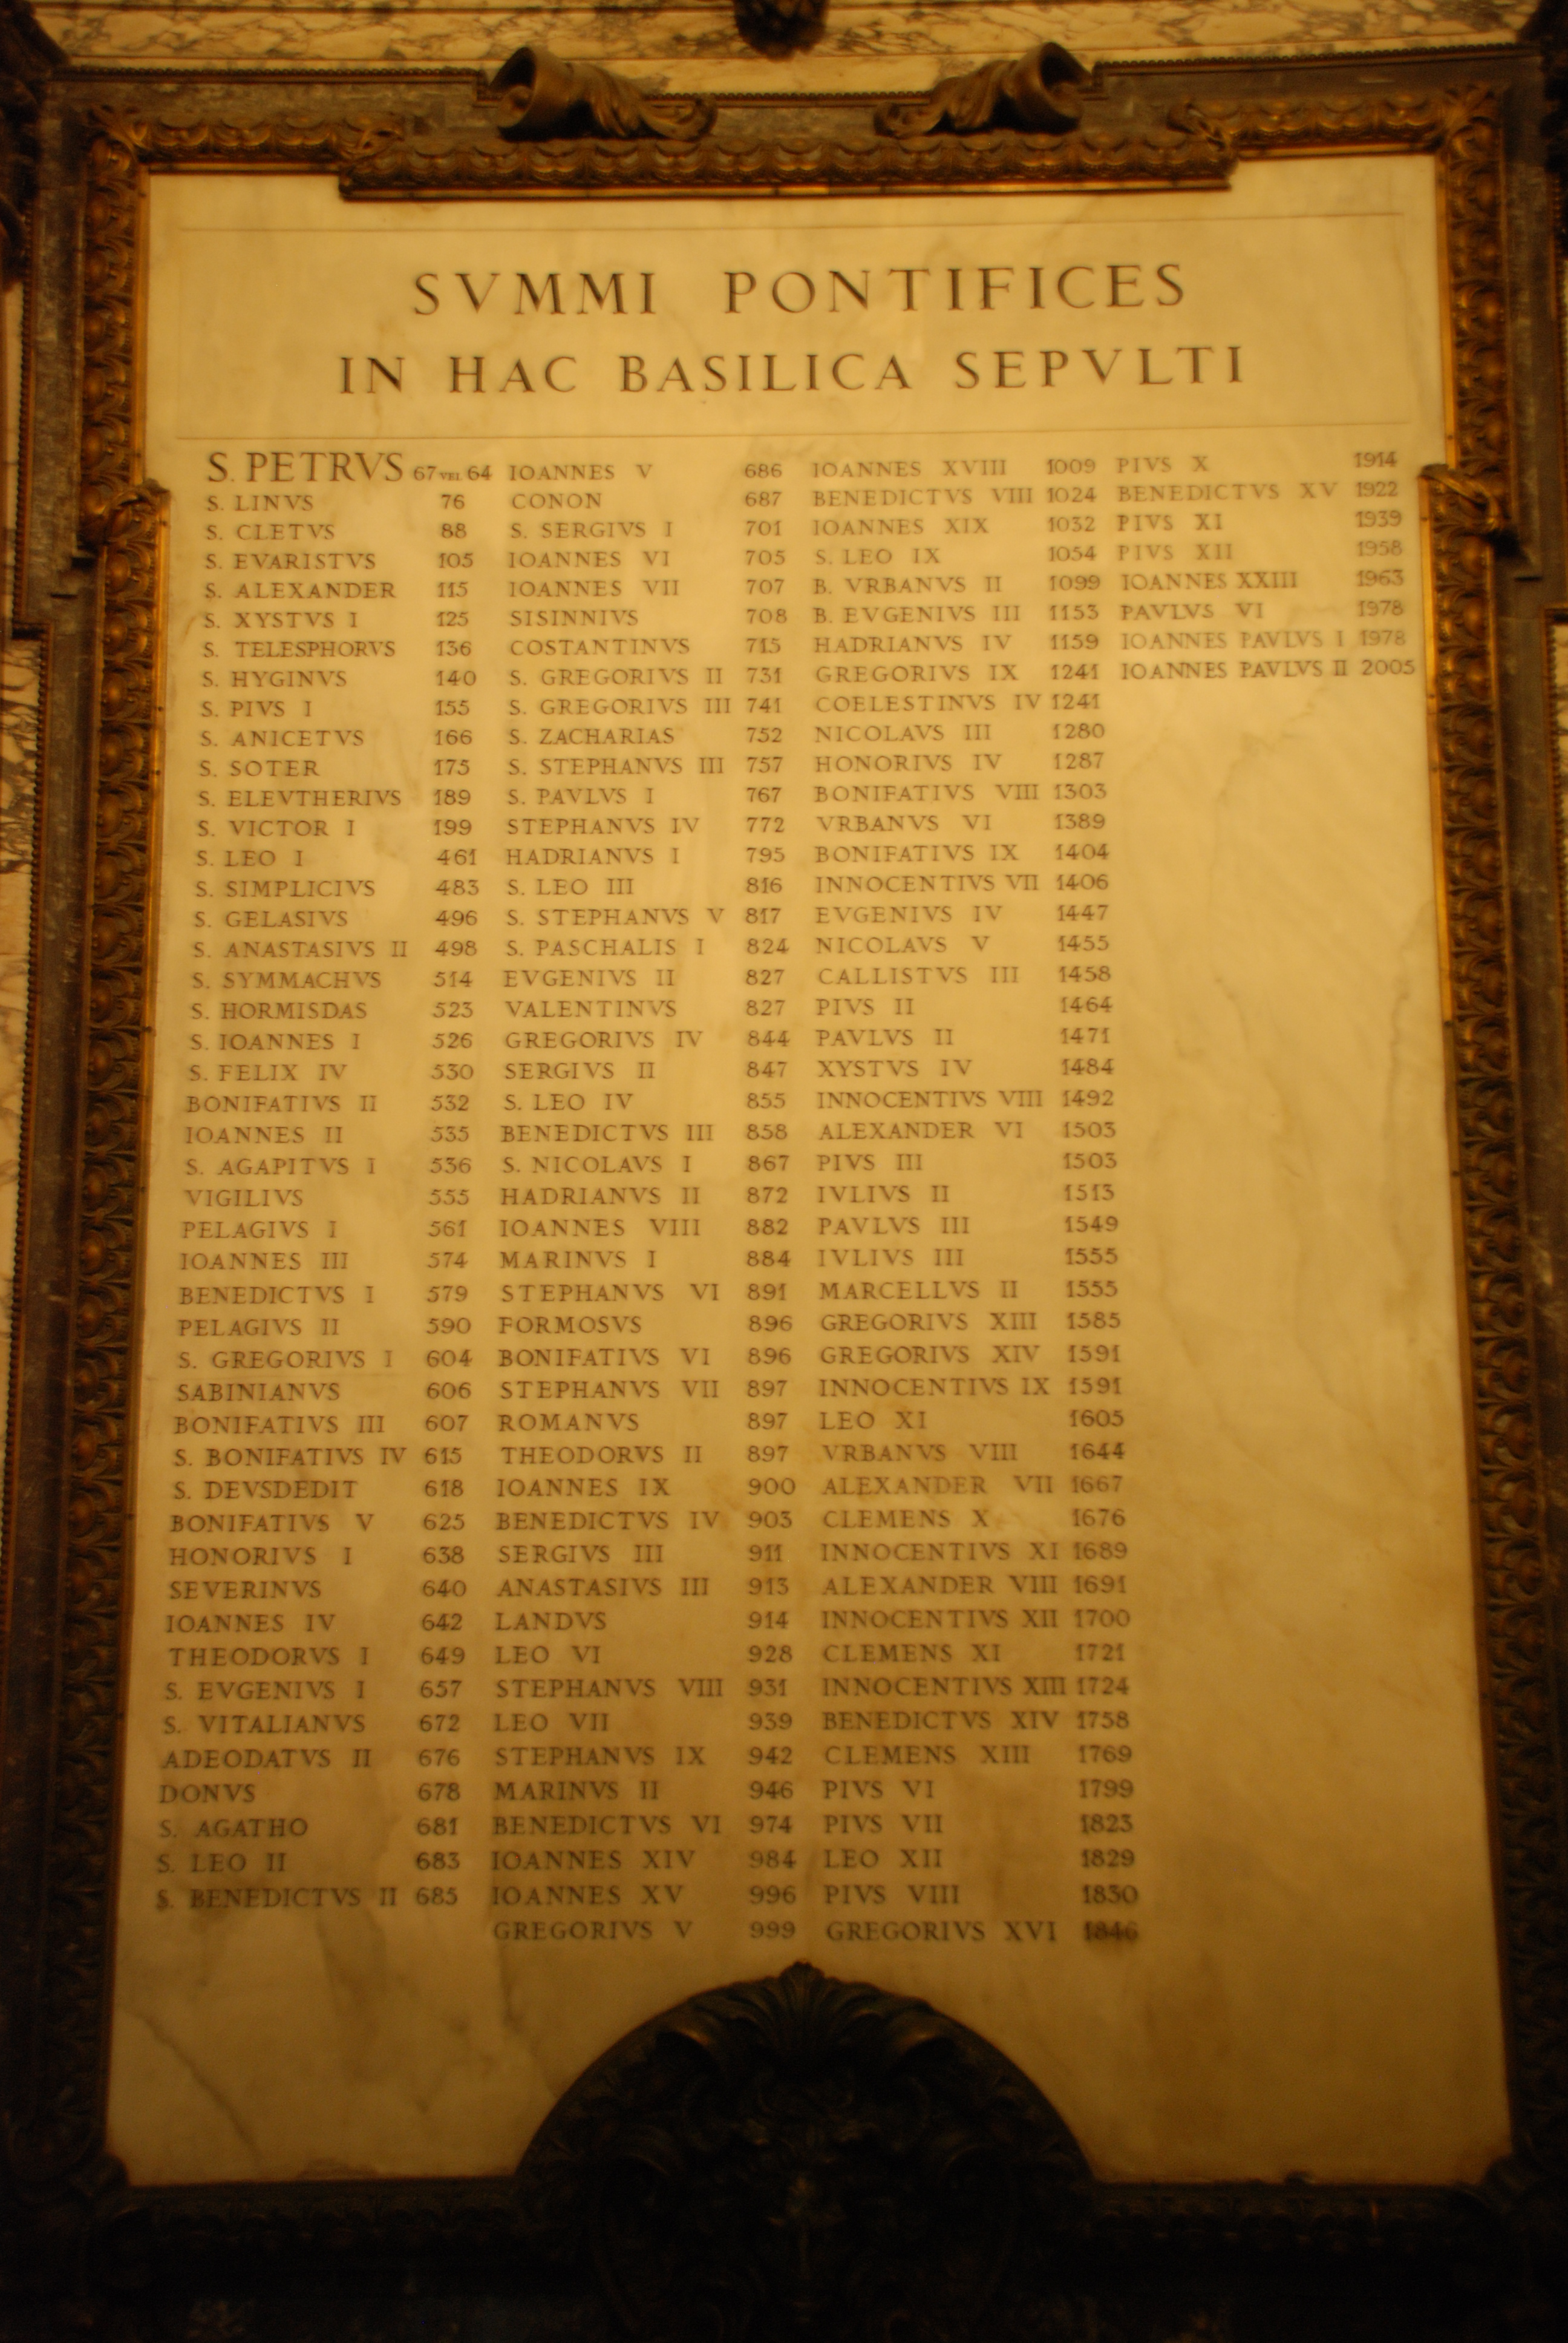 SVMMI PONTIFICES
IN HAC BASILICA SEPVLTI
S. PETRVS 67 VEL 64
S. LINVS 76
S. CLETVS 88
S. EVARISTVS 105
S. ALEXANDER 115
S. XYSTVS I 125
S. TELESPHORVS 136
S. HYGINVS 140
S. PIVS I 155
S. ANICETVS 166
S. SOTER 175
S. ELEVTHERIVS 189
S. VICTOR I 199
S. LEO I 461
S. SIMPLICIVS 483
S. GELASIVS 496
S. ANASTASIVS II 498
S. SYMMACHVS 514
S. HORMISDAS 523
S. IOANNES I 526
S. FELIX IV 530
BONIFATIVS II 532
IOANNES II 535
S. AGAPITVS I 536
VIGILIVS 555
PELAGIVS I 561
IOANNES III 574
BENEDICTVS I 579
PELAGIVS II 590
S. GREGORIVS I 604
SABINIANVS 606
BONIFATIVS III 607
S. BONIFATIVS IV 615
S. DEVSDEDIT 618
BONIFATIVS V 625
HONORIVS I 638
SEVERINVS 640
IOANNES IV 642
THEODORVS I 649
S. EVGENIVS I 657
S. VITALIANVS 672
ADEODATVS II 676
DONVS 678
S. AGATHO 681
S. LEO II 683
S. BENEDICTVS II 685
IOANNES V 686
CONON 687
S. SERGIVS I 701
IOANNES VI 705
IOANNES VII 707
SISINNIVS 708
COSTANTINVS 715
S. GREGORIVS II 731
S. GREGORIVS III 741
S. ZACHARIAS 752
S. STEPHANVS III 757
S. PAVLVS I 767
STEPHANVS IV 772
HADRIANVS I 795
S. LEO III 816
S. STEPHANVS V 817
S. PASCHALIS I 824
EVGENIVS II 827
VALENTINVS 827
GREGORIVS IV 844
SERGIVS II 847
S. LEO IV 855
BENEDICTVS III 858
S. NICOLAVS I 867
HADRIANVS II 872
IOANNES VIII 882
MARINVS I 884
STEPHANVS VI 891
FORMOSVS 896
BONIFATIVS VI 896
STEPHANVS VII 897
ROMANVS 897
THEODORVS II 897
IOANNES IX 900
BENEDICTVS IV 903
SERGIVS III 911
ANASTASIVS III 913
LANDVS 914
LEO VI 928
STEPHANVS VIII 931
LEO VII 939
STEPHANVS IX 942
MARINVS II 946
BENEDICTVS VI 974
IOANNES XIV 984
IOANNES XV 996
GREGORIVS V 999
IOANNES XVIII 1009
BENEDICTVS VIII 1024
IOANNES XIX 1032
S. LEO IX 1054
B. VRBANVS II 1099
B. EVGENIVS III 1153
HADRIANVS IV 1159
GREGORIVS IX 1241
COELESTINVS IV 1241
NICOLAVS III 1280
HONORIVS IV 1287
BONIFATIVS VIII 1303
VRBANVS VI 1389
BONIFATIVS IX 1404
INNOCENTIVS VII 1406
EVGENIVS IV 1447
NICOLAVS V 1455
CALLISTVS III 1458
PIVS II 1464
PAVLVS II 1471
XYSTVS IV 1484
INNOCENTIVS VIII 1492
ALEXANDER VI 1503
PIVS III 1503
IVLIVS II 1513
PAVLVS III 1549
IVLIVS III 1555
MARCELLVS II 1555
GREGORIVS XIII 1585
GREGORIVS XIV 1591
INNOCENTIVS IX 1591
LEO XI 1605
VRBANVS VIII 1644
ALEXANDER VII 1667
CLEMENS X 1676
INNOCENTIVS XI 1689
ALEXANDER VIII 1691
INNOCENTIVS XII 1700
CLEMENS XI 1721
INNOCENTIVS XIII 1724
BENEDICTVS XIV 1758
CLEMENS XIII 1769
PIVS VI 1799
PIVS VII 1823
LEO XII 1829
PIVS VIII 1830
GREGORIVS XVI 1846
PIVS X 1914
BENEDICTVS XV 1922
PIVS XI 1939
PIVS XII 1958
IOANNES XXIII 1963
PAVLVS VI 1978
IOANNES PAVLVS I 1978
IOANNES PAVLVS II 2005